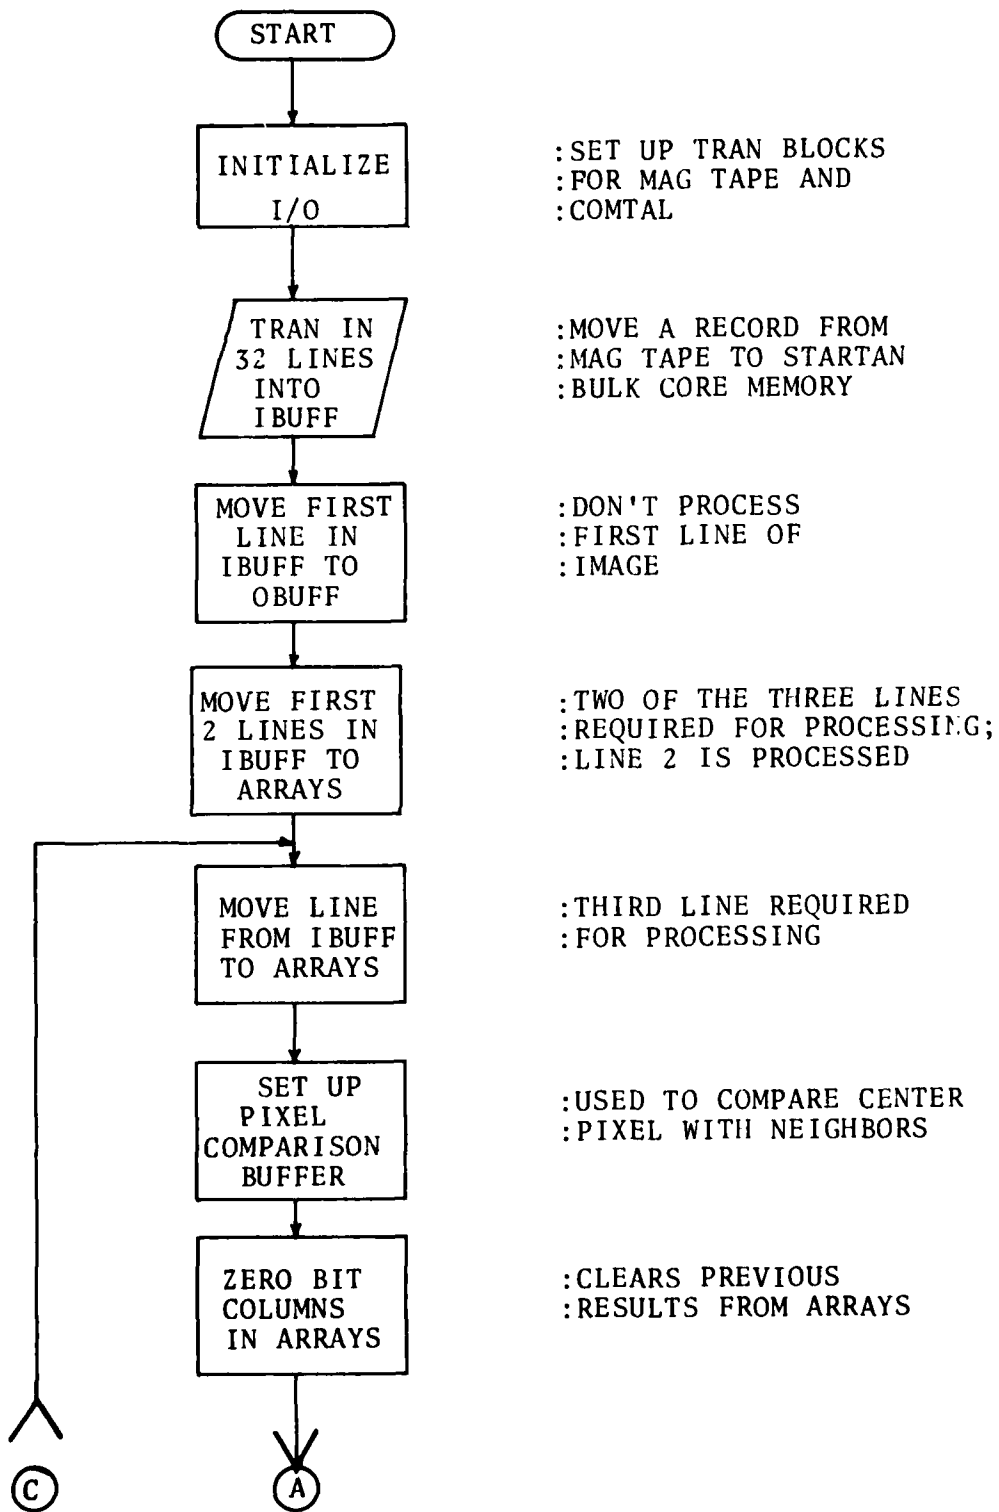 START
INITIALIZE
I/O
:SET UP TRAN BLOCKS
:FOR MAG TAPE AND
:COMTAL
TRAN IN
32 LINES
INTO
IBUFF
:MOVE A RECORD FROM
:MAG TAPE TO STARTAN
:BULK CORE MEMORY
MOVE FIRST
LINE IN
IBUFF TO
OBUFF
:DON'T PROCESS
:FIRST LINE OF
:IMAGE
MOVE FIRST
2 LINES IN
IBUFF TO
ARRAYS
:TWO OF THE THREE LINES
:REQUIRED FOR PROCESSING;
:LINE 2 IS PROCESSED
MOVE LINE
FROM IBUFF
TO ARRAYS
:THIRD LINE REQUIRED
:FOR PROCESSING
SET UP
PIXEL
COMPARISON
BUFFER
:USED TO COMPARE CENTER
:PIXEL WITH NEIGHBORS
ZERO BIT
COLUMNS
IN ARRAYS
:CLEARS PREVIOUS
:RESULTS FROM ARRAYS
C
A